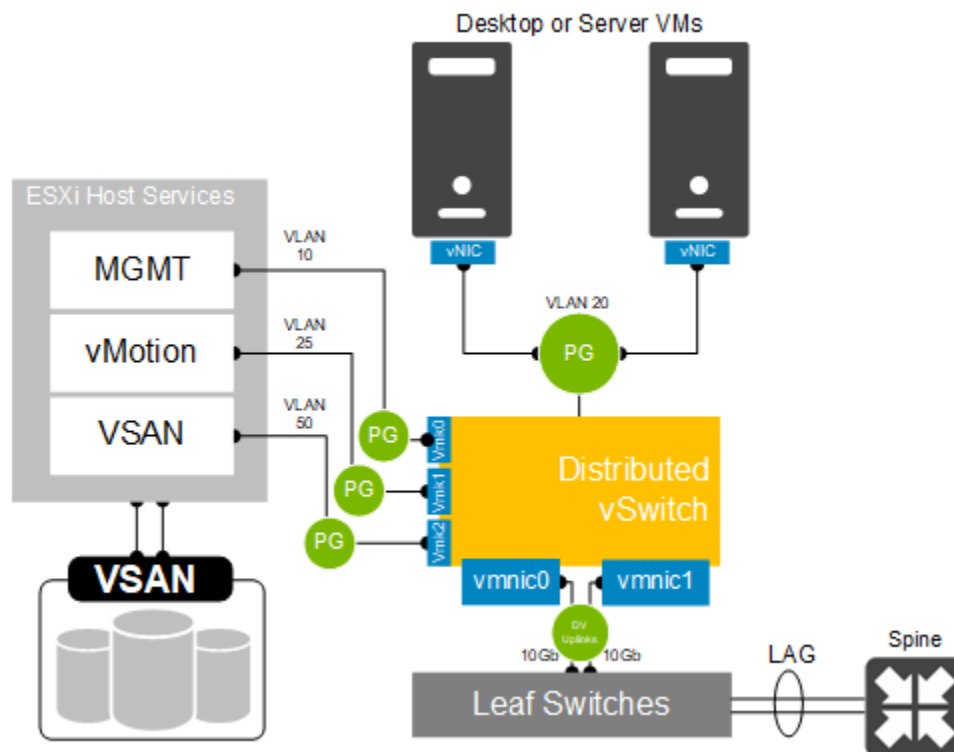 Desktop or Server VMs
ESXi Host Services
MGMT
vMotion
VSAN
VLAN
10
VLAN
25
VLAN
50
vNIC
vNIC
VLAN 20
PG
PG
PG
PG
Vmk0
Vmk1
Vmk2
Distributed
vSwitch
vmnic0
vmnic1
DV
Uplinks
10Gb
10Gb
VSAN
Leaf Switches
LAG
Spine